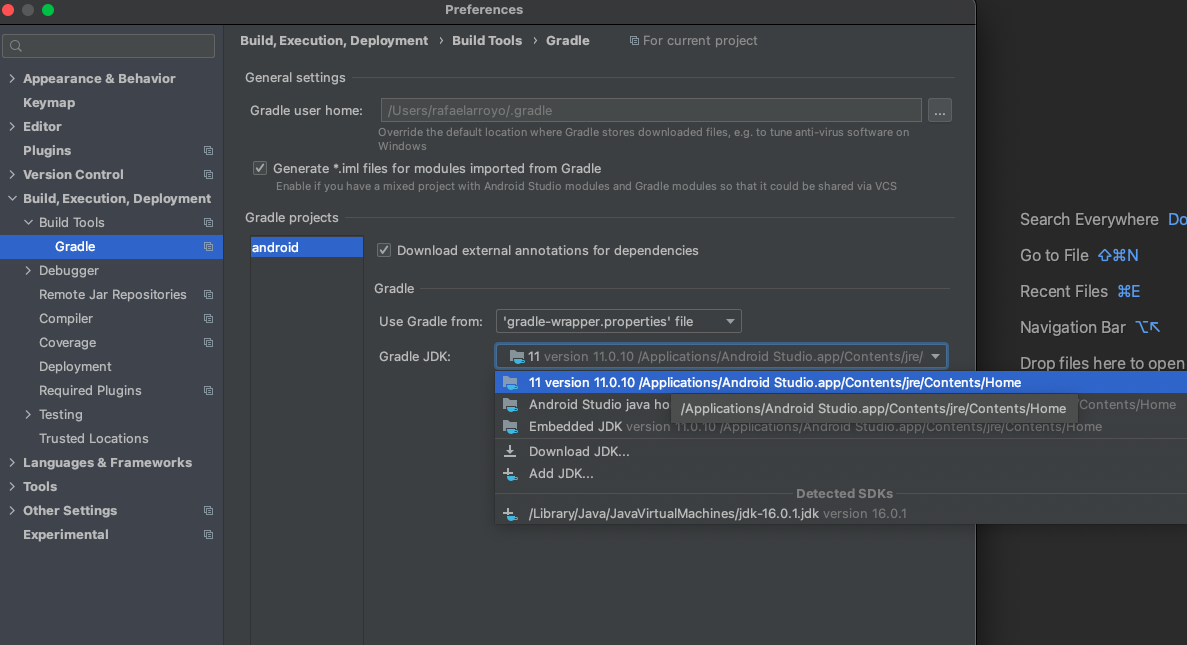 Preferences
Appearance & Behavior
Keymap
Editor
Plugins
Version Control
Build, Execution, Deployment
Build Tools
Gradle
Debugger
Remote Jar Repositories
Compiler
Coverage
Deployment
Required Plugins
Testing
Trusted Locations
Languages & Frameworks
Tools
Other Settings
Experimental
Build, Execution, Deployment › Build Tools › Gradle For current project
General settings
Gradle user home: /Users/rafaelarroyo/.gradle ...
Override the default location where Gradle stores downloaded files, e.g. to tune anti-virus software on
Windows
Generate *.iml files for modules imported from Gradle
Enable if you have a mixed project with Android Studio modules and Gradle modules so that it could be shared via VCS
Gradle projects
android
Download external annotations for dependencies
Gradle
Use Gradle from: 'gradle-wrapper.properties' file
Gradle JDK: 11 version 11.0.10 /Applications/Android Studio.app/Contents/jre/
11 version 11.0.10 /Applications/Android Studio.app/Contents/jre/Contents/Home
Android Studio java ho Contents/Home
/Applications/Android Studio.app/Contents/jre/Contents/Home
Embedded JDK version 11.0.10 /Applications/Android Studio.app/Contents/jre/Contents/Home
Download JDK...
Add JDK...
Detected SDKs
/Library/Java/JavaVirtualMachines/jdk-16.0.1.jdk version 16.0.1
Search Everywhere Do
Go to File ⇧⌘N
Recent Files ⌘E
Navigation Bar ⌥↖
Drop files here to open